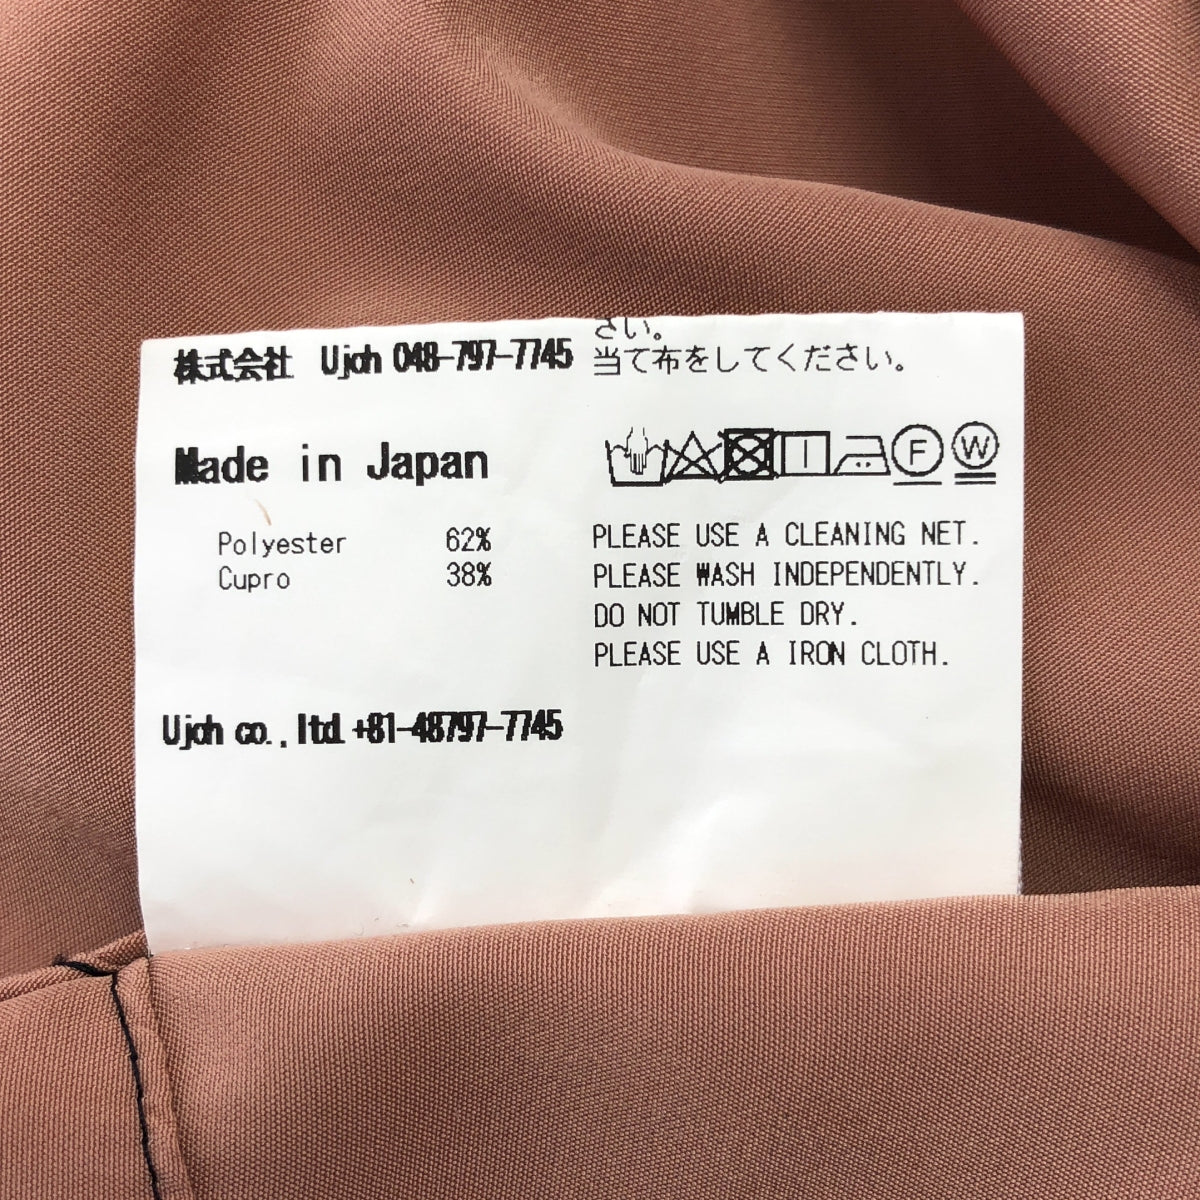 株式会社 Ujoh 048-797-7745
Made in Japan
Polyester 62%
Cupro 38%
Ujoh co., ltd. +81-48797-7745
さい。
当て布をしてください。
F W
PLEASE USE A CLEANING NET.
PLEASE WASH INDEPENDENTLY.
DO NOT TUMBLE DRY.
PLEASE USE A IRON CLOTH.